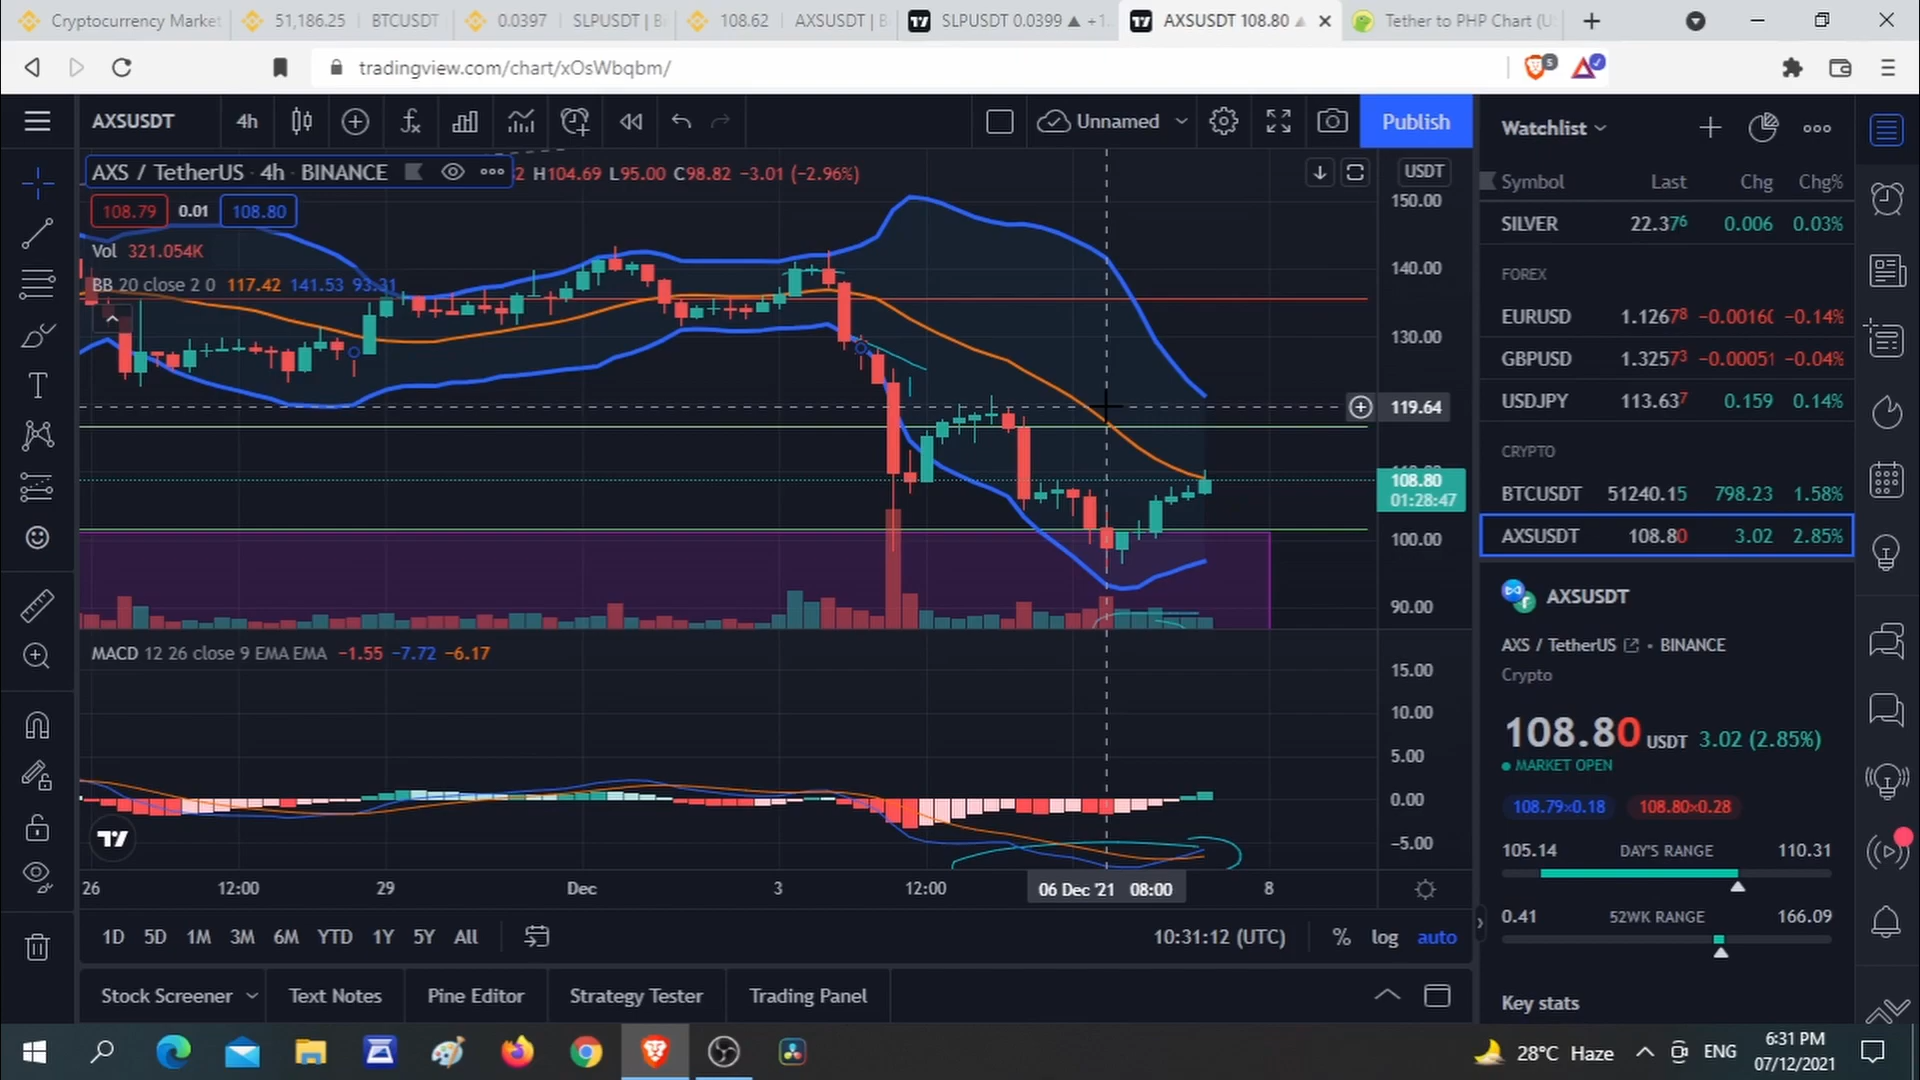 Cryptocurrency Market
51,186.25 BTCUSDT
0.0397 SLPUSDT | Bi
108.62 AXSUSDT | B
SLPUSDT 0.0399 ▲ +1.
AXSUSDT 108.80 ▲
Tether to PHP Chart (U
tradingview.com/chart/xOsWbqbm/
5
AXSUSDT
4h
Unnamed
Publish
AXS / TetherUS · 4h · BINANCE
2 H104.69 L95.00 C98.82 −3.01 (−2.96%)
108.79 0.01 108.80
Vol 321.054K
BB 20 close 2 0 117.42 141.53 93.31
USDT
150.00
140.00
130.00
119.64
108.80
01:28:47
100.00
90.00
MACD 12 26 close 9 EMA EMA −1.55 −7.72 −6.17
15.00
10.00
5.00
0.00
−5.00
26 12:00 29 Dec 3 12:00 06 Dec '21 08:00 8
1D 5D 1M 3M 6M YTD 1Y 5Y All
10:31:12 (UTC) % log auto
Stock Screener Text Notes Pine Editor Strategy Tester Trading Panel
Watchlist
Symbol Last Chg Chg%
SILVER 22.376 0.006 0.03%
FOREX
EURUSD 1.12678 −0.0016 −0.14%
GBPUSD 1.32573 −0.00051 −0.04%
USDJPY 113.637 0.159 0.14%
CRYPTO
BTCUSDT 51240.15 798.23 1.58%
AXSUSDT 108.80 3.02 2.85%
AXSUSDT
AXS / TetherUS • BINANCE
Crypto
108.80 USDT 3.02 (2.85%)
MARKET OPEN
108.79×0.18 108.80×0.28
105.14 DAY'S RANGE 110.31
0.41 52WK RANGE 166.09
Key stats
28°C Haze
ENG
6:31 PM
07/12/2021